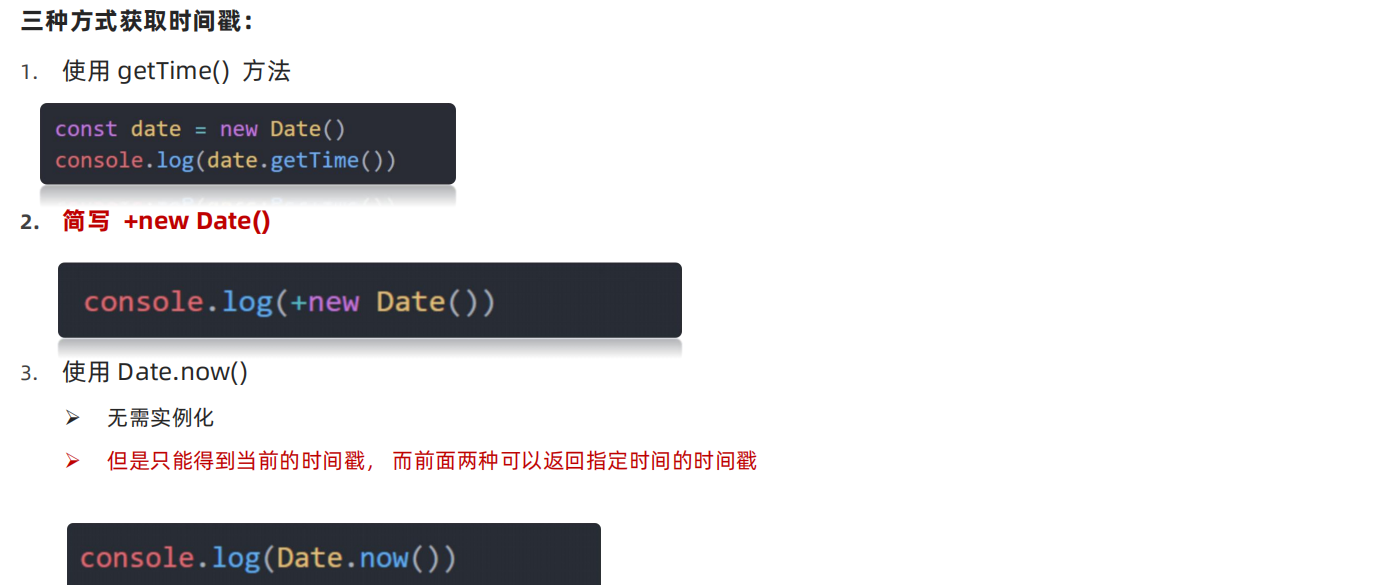 三种方式获取时间戳：
1. 使用 getTime() 方法
const date = new Date()
console.log(date.getTime())
2. 简写 +new Date()
console.log(+new Date())
3. 使用 Date.now()
➢ 无需实例化
➢ 但是只能得到当前的时间戳， 而前面两种可以返回指定时间的时间戳
console.log(Date.now())